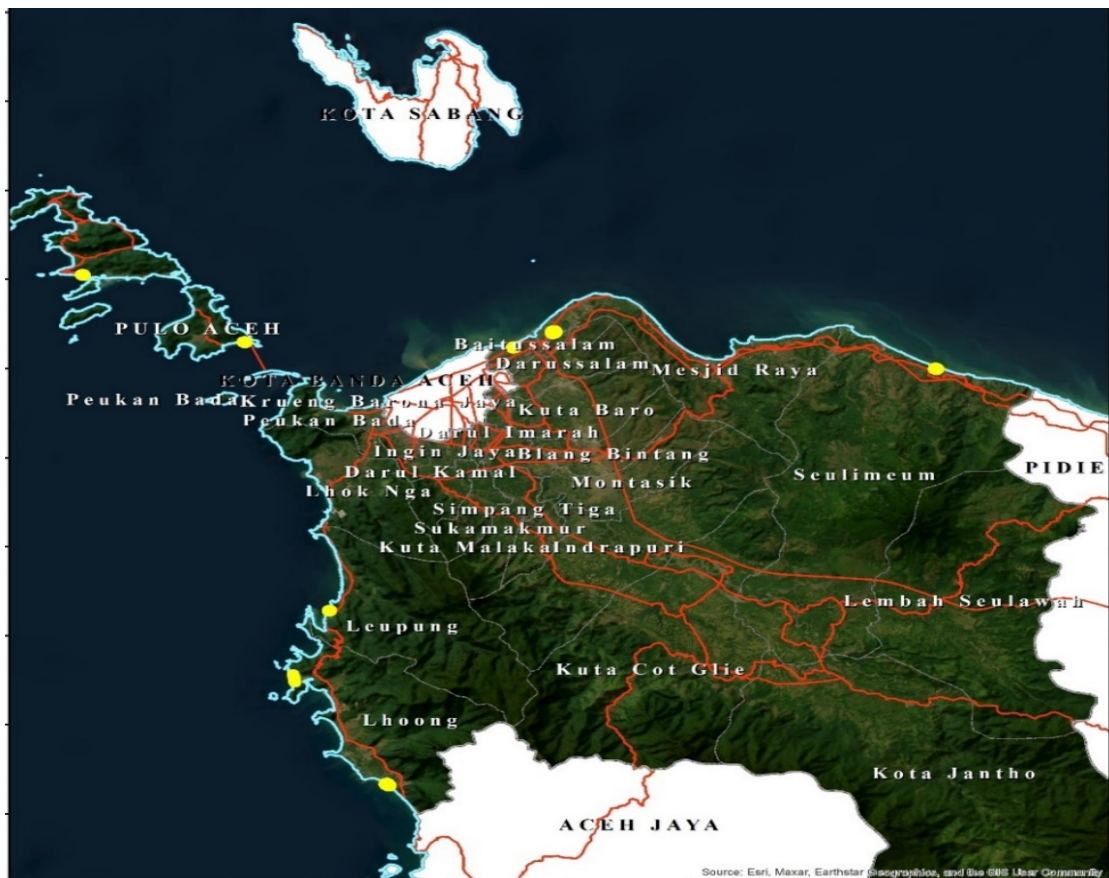 KOTA SABANG
PULO ACEH
Baitussalam
Darussalam
Mesjid Raya
KOTA BANDA ACEH
Peukan Bada
Krueng Barona Jaya
Kuta Baro
Peukan Bada
Darul Imarah
Ingin Jaya
Blang Bintang
PIDIE
Darul Kamal
Montasik
Seulimeum
Lhok Nga
Simpang Tiga
Sukamakmur
Kuta Malaka
Indrapuri
Lembah Seulawah
Leupung
Kuta Cot Glie
Lhoong
Kota Jantho
ACEH JAYA
Source: Esri, Maxar, Earthstar Geographics, and the GIS User Community